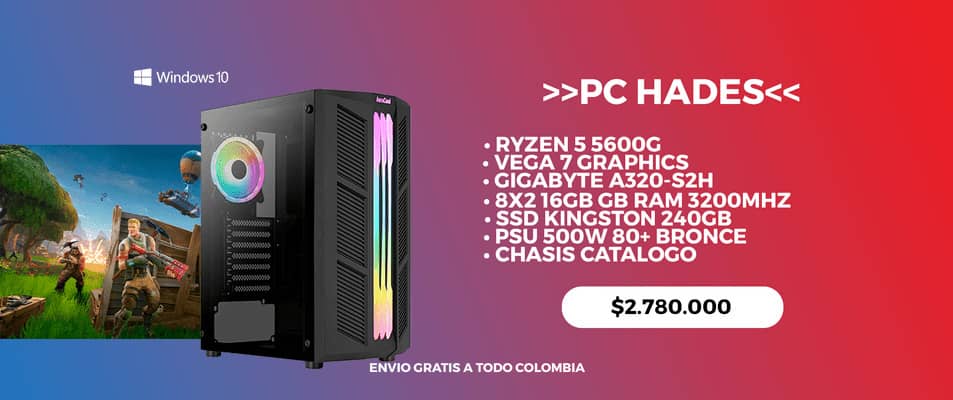 Windows 10
>>PC HADES<<
• RYZEN 5 5600G
• VEGA 7 GRAPHICS
• GIGABYTE A320-S2H
• 8X2 16GB GB RAM 3200MHZ
• SSD KINGSTON 240GB
• PSU 500W 80+ BRONCE
• CHASIS CATALOGO
$2.780.000
ENVIO GRATIS A TODO COLOMBIA